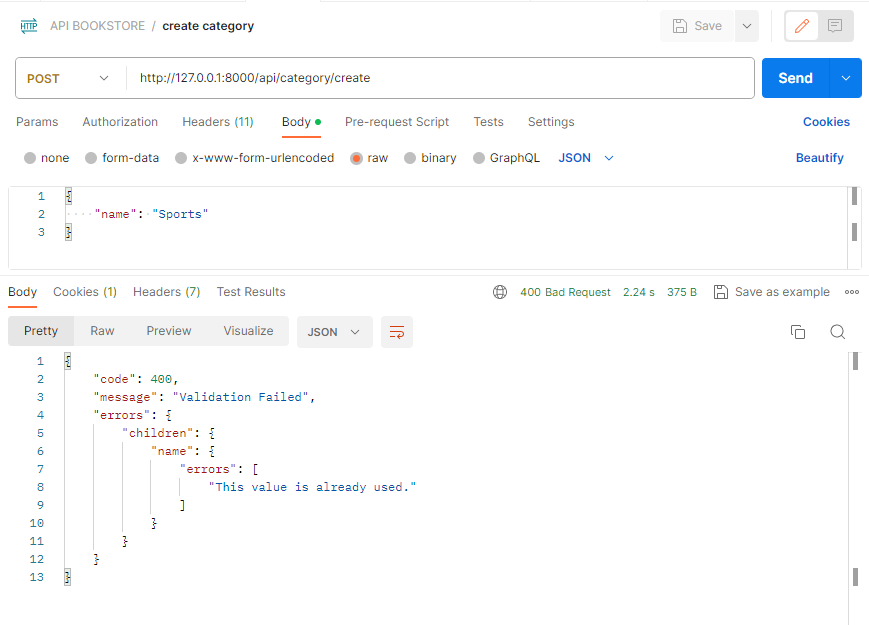 HTTP API BOOKSTORE / create category Save
POST http://127.0.0.1:8000/api/category/create Send
Params Authorization Headers (11) Body Pre-request Script Tests Settings Cookies
none form-data x-www-form-urlencoded raw binary GraphQL JSON Beautify
1 {
2 ····"name":·"Sports"
3 }
Body Cookies (1) Headers (7) Test Results 400 Bad Request 2.24 s 375 B Save as example
Pretty Raw Preview Visualize JSON
1 {
2 "code": 400,
3 "message": "Validation Failed",
4 "errors": {
5 "children": {
6 "name": {
7 "errors": [
8 "This value is already used."
9 ]
10 }
11 }
12 }
13 }